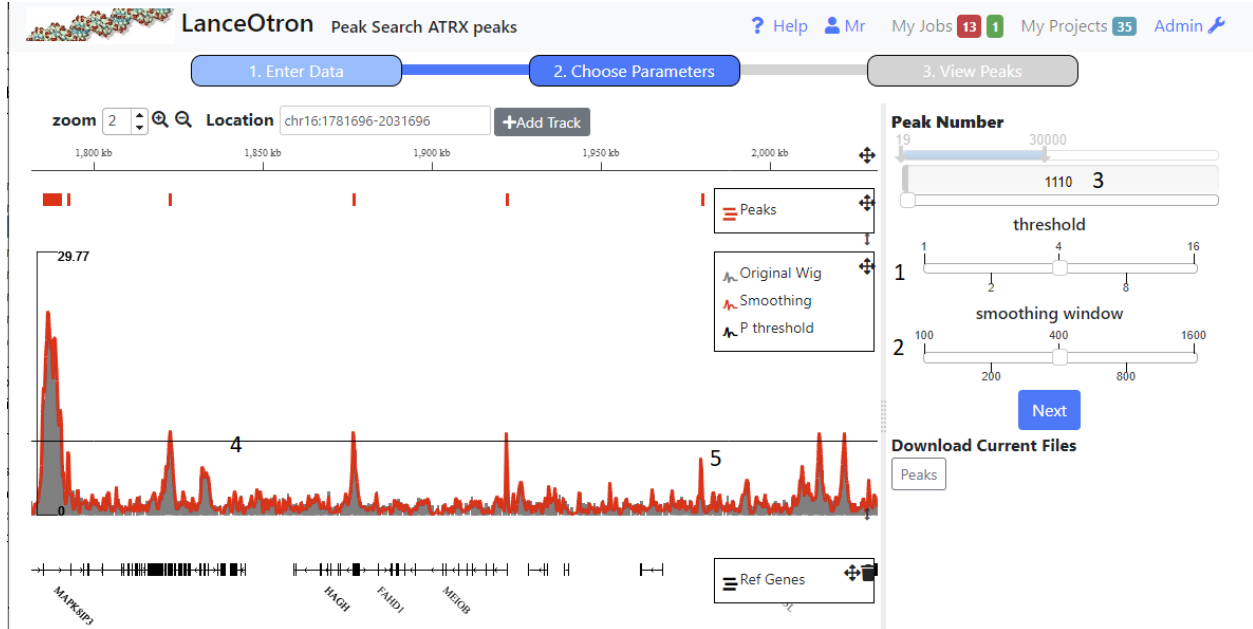 LanceOtron Peak Search ATRX peaks
? Help Mr My Jobs 13 1 My Projects 35 Admin
1. Enter Data 2. Choose Parameters 3. View Peaks
zoom 2 Location chr16:1781696-2031696 +Add Track
1,800 kb 1,850 kb 1,900 kb 1,950 kb 2,000 kb
Peaks
29.77
Original Wig
Smoothing
P threshold
4
5
0
MAPK8IP3 HAGH FAHD1 MEIOB
Ref Genes
Peak Number
19 30000
1110 3
threshold
1 4 16
1
2 8
smoothing window
100 400 1600
2
200 800
Next
Download Current Files
Peaks